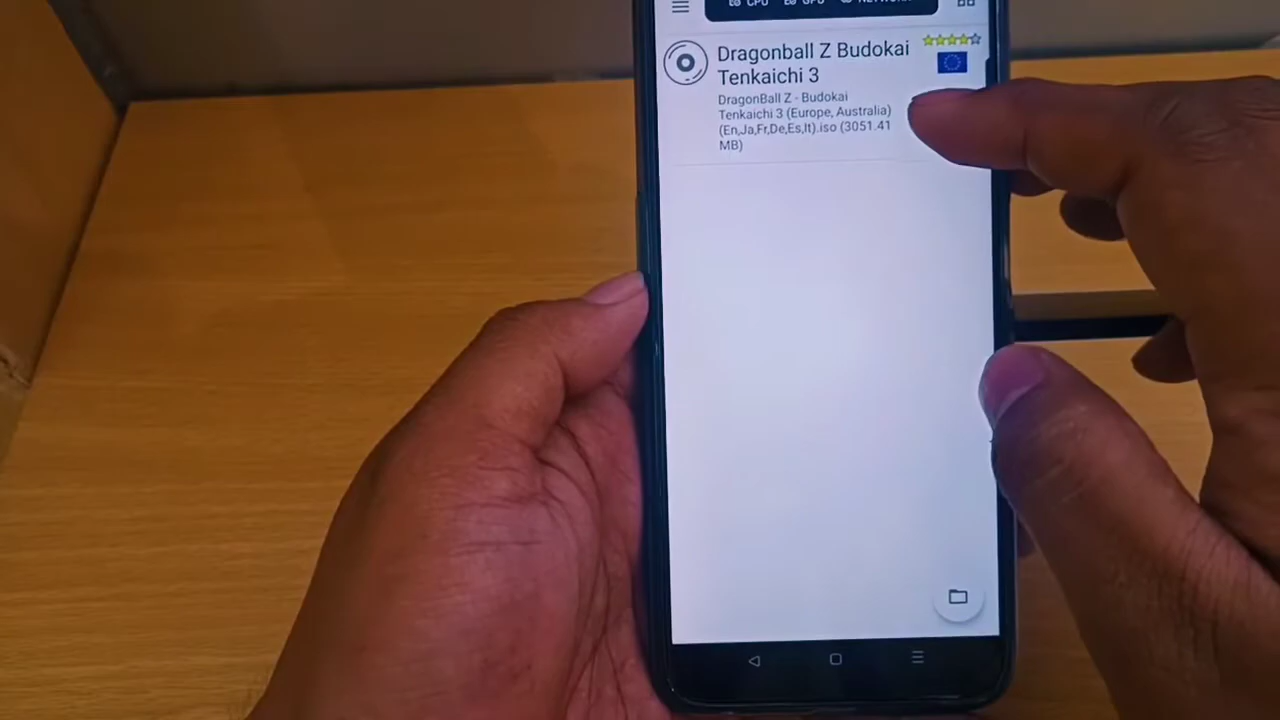 CPU GPU NETWORK
Dragonball Z Budokai
Tenkaichi 3
DragonBall Z - Budokai
Tenkaichi 3 (Europe, Australia)
(En,Ja,Fr,De,Es,It).iso (3051.41
MB)